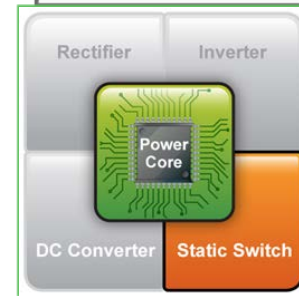 Rectifier
Inverter
Power
Core
DC Converter
Static Switch